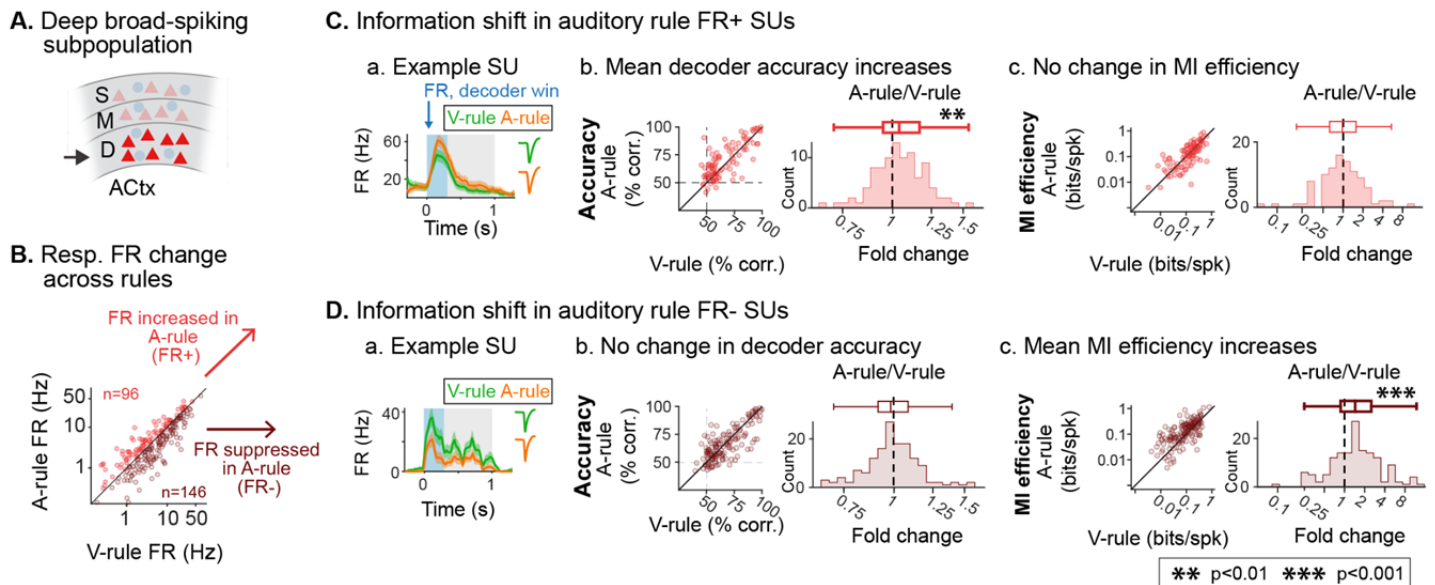 A. Deep broad-spiking
subpopulation
S
M
D
ACtx
B. Resp. FR change
across rules
FR increased in
A-rule
(FR+)
n=96
FR suppressed
in A-rule
(FR-)
n=146
A-rule FR (Hz)
50
10
1
1 10 50
V-rule FR (Hz)
C. Information shift in auditory rule FR+ SUs
a. Example SU
FR, decoder win
V-rule A-rule
FR (Hz)
60
20
0 1
Time (s)
b. Mean decoder accuracy increases
Accuracy
A-rule
(% corr.)
100
75
50
50 75 100
V-rule (% corr.)
A-rule/V-rule
**
Count
10
0
0.75 1 1.25 1.5
Fold change
c. No change in MI efficiency
MI efficiency
A-rule
(bits/spk)
1
0.1
0.01
0.01 0.1 1
V-rule (bits/spk)
A-rule/V-rule
Count
20
0
0.1 0.25 1 2 4 8
Fold change
D. Information shift in auditory rule FR- SUs
a. Example SU
V-rule A-rule
FR (Hz)
40
0
0 1
Time (s)
b. No change in decoder accuracy
Accuracy
A-rule
(% corr.)
100
75
50
50 75 100
V-rule (% corr.)
A-rule/V-rule
Count
20
0
0.75 1 1.25 1.5
Fold change
c. Mean MI efficiency increases
MI efficiency
A-rule
(bits/spk)
1
0.1
0.01
0.01 0.1 1
V-rule (bits/spk)
A-rule/V-rule
***
Count
20
0
0.1 0.25 1 2 4 8
Fold change
** p<0.01 *** p<0.001